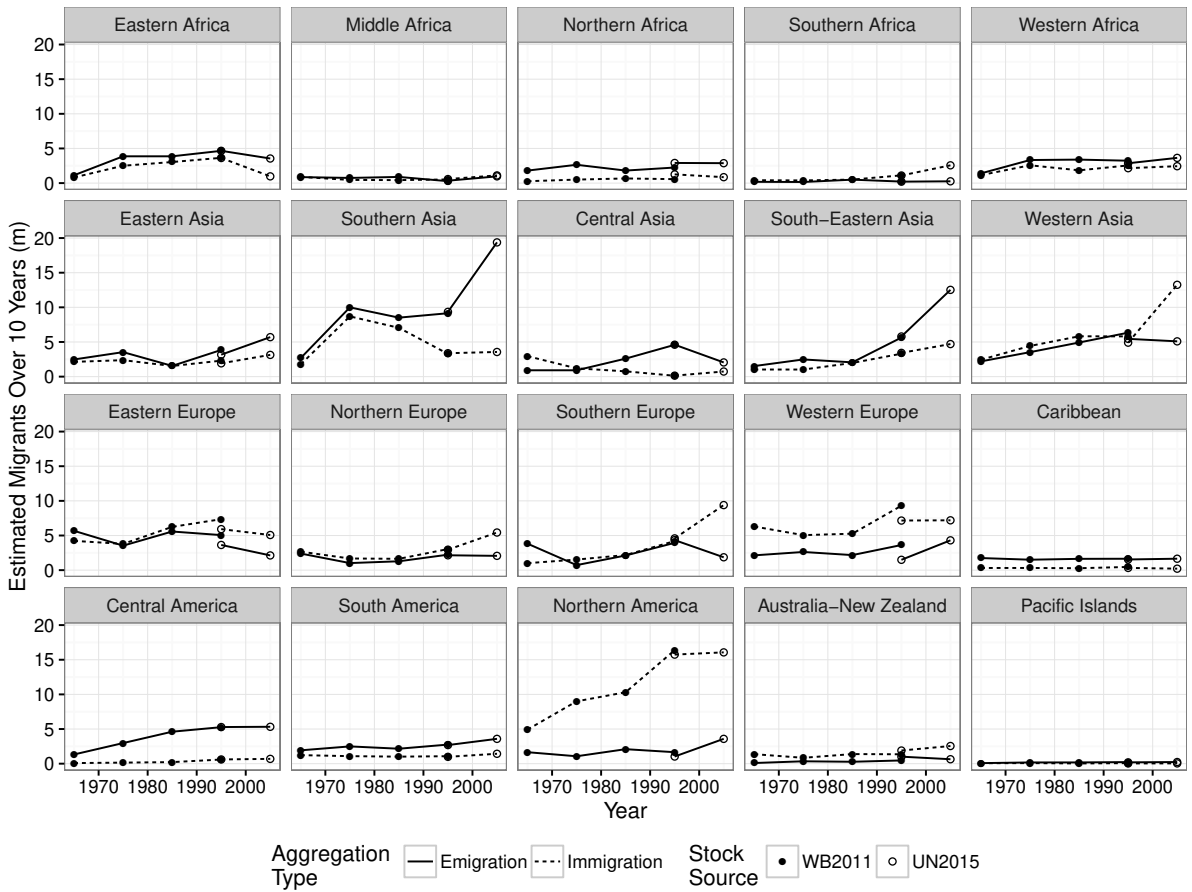 Eastern Africa Middle Africa Northern Africa Southern Africa Western Africa
20
15
10
5
0
Eastern Asia Southern Asia Central Asia South−Eastern Asia Western Asia
20
15
10
5
0
Eastern Europe Northern Europe Southern Europe Western Europe Caribbean
20
15
10
5
0
Central America South America Northern America Australia−New Zealand Pacific Islands
20
15
10
5
0
Estimated Migrants Over 10 Years (m)
1970 1980 1990 2000 1970 1980 1990 2000 1970 1980 1990 2000 1970 1980 1990 2000 1970 1980 1990 2000
Year
Aggregation Type Emigration Immigration Stock Source WB2011 UN2015